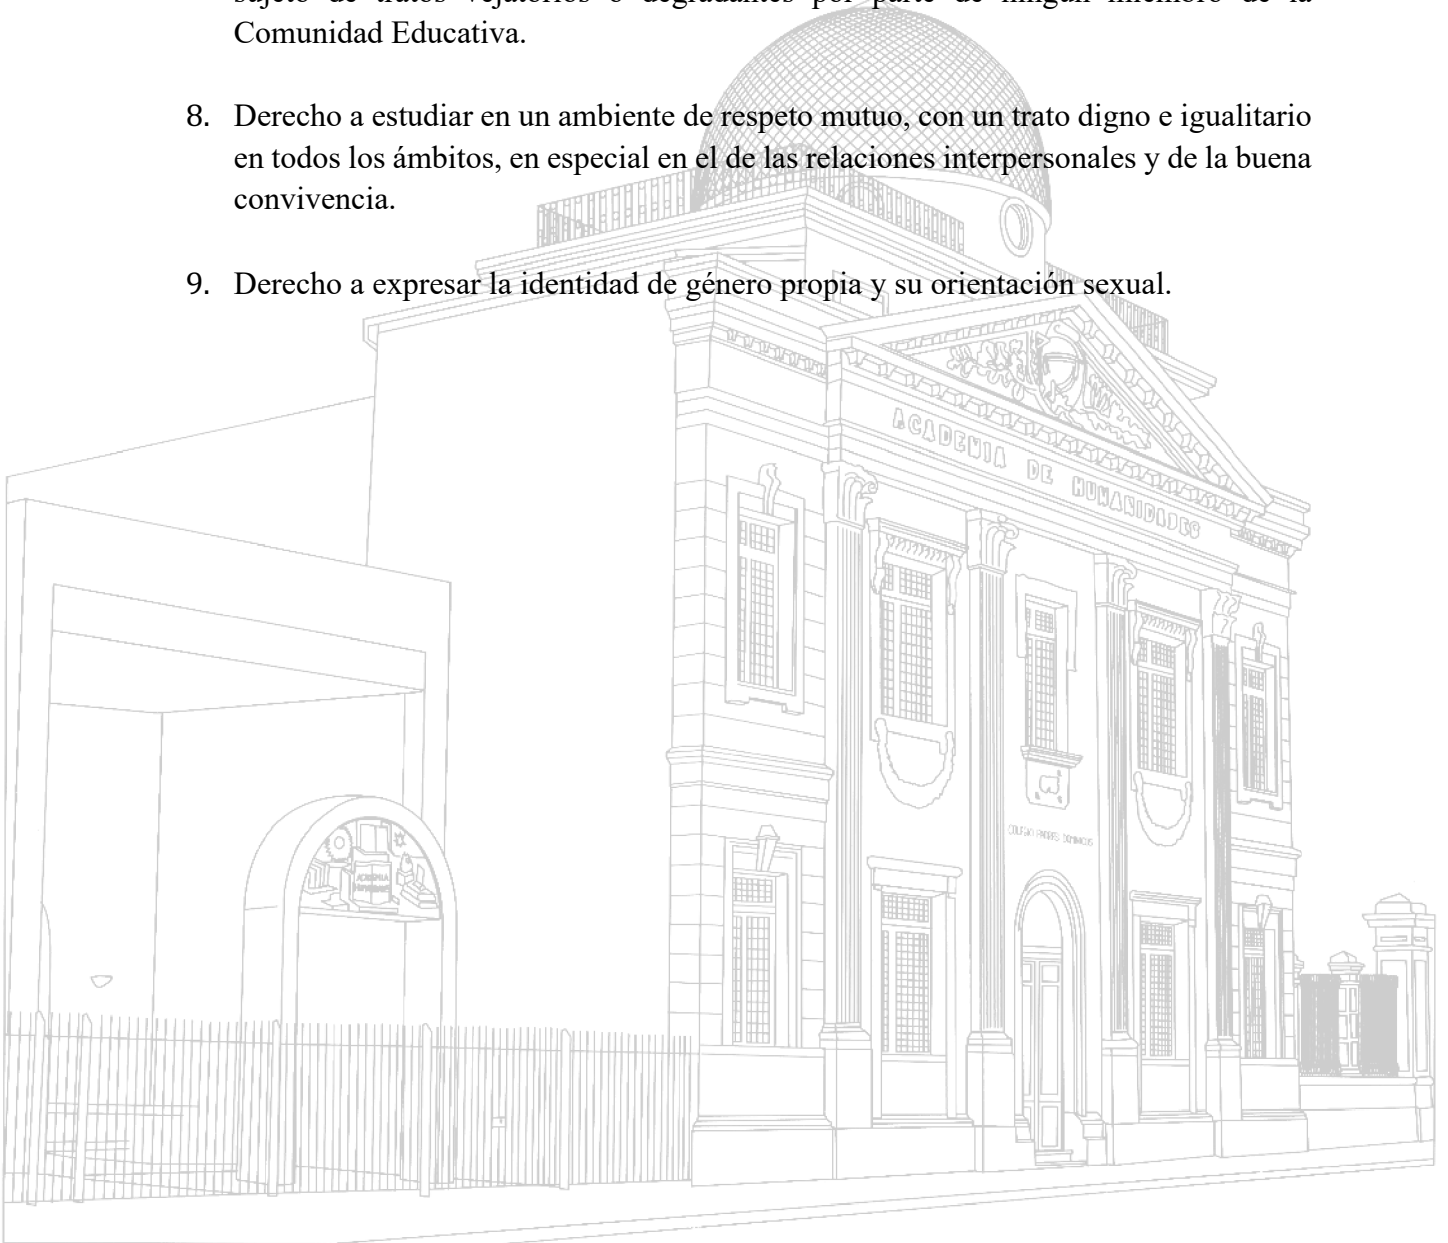 sujeto de tratos vejatorios o degradantes por parte de ningún miembro de la
Comunidad Educativa.
8. Derecho a estudiar en un ambiente de respeto mutuo, con un trato digno e igualitario
en todos los ámbitos, en especial en el de las relaciones interpersonales y de la buena
convivencia.
9. Derecho a expresar la identidad de género propia y su orientación sexual.
ACADEMIA DE HUMANIDADES
COLEGIO PADRES DOMINICOS
ACADEMIA
HUMANIDADES